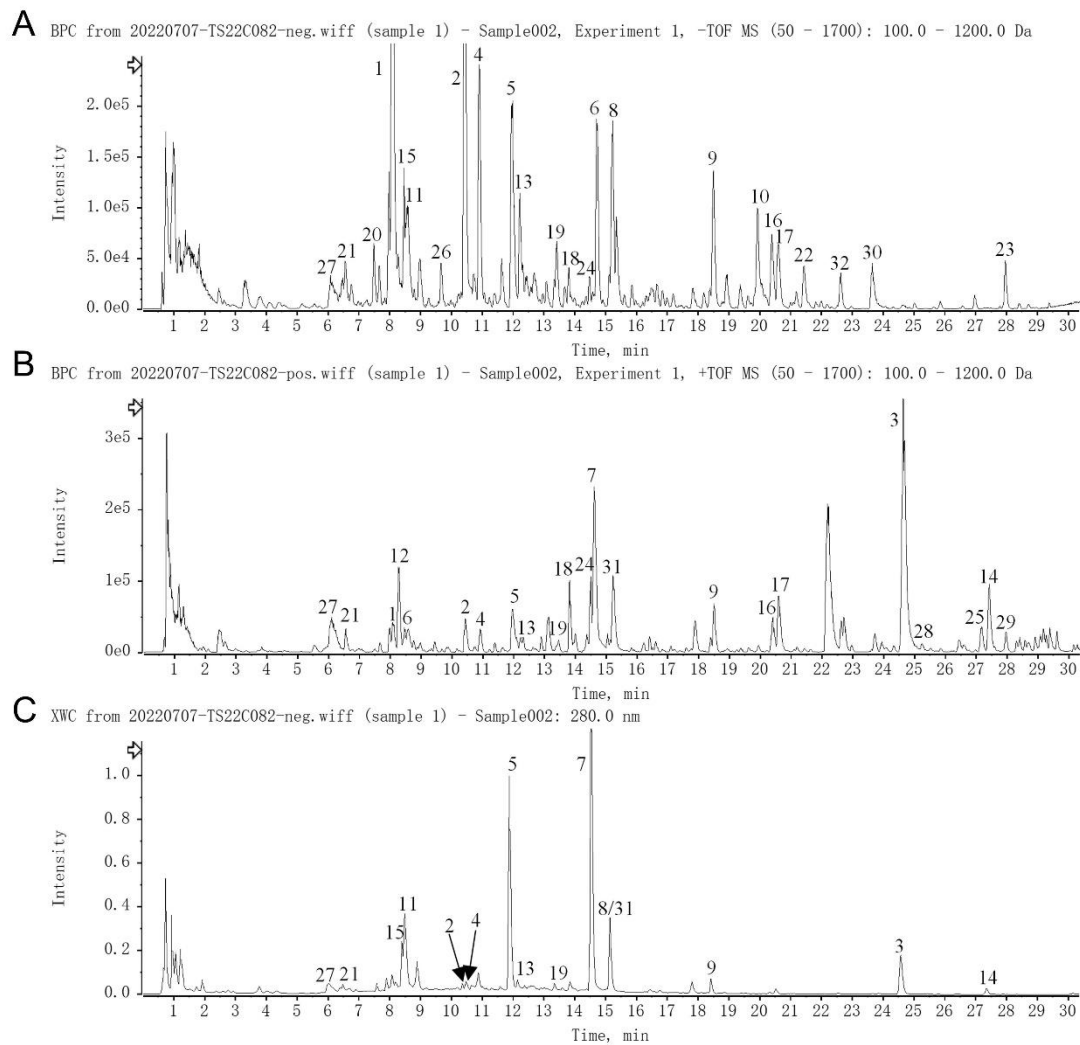 A
BPC from 20220707-TS22C082-neg.wiff (sample 1) - Sample002, Experiment 1, -TOF MS (50 - 1700): 100.0 - 1200.0 Da
Intensity
2.0e5
1.5e5
1.0e5
5.0e4
0.0e0
1 2 4 5 6 8 15 11 13 9 10 20 21 27 26 19 18 24 16 17 22 32 30 23
1 2 3 4 5 6 7 8 9 10 11 12 13 14 15 16 17 18 19 20 21 22 23 24 25 26 27 28 29 30
Time, min
B
BPC from 20220707-TS22C082-pos.wiff (sample 1) - Sample002, Experiment 1, +TOF MS (50 - 1700): 100.0 - 1200.0 Da
Intensity
3e5
2e5
1e5
0e0
3 7 12 18 24 31 14 27 21 1 6 2 4 5 13 19 9 16 17 28 25 29
1 2 3 4 5 6 7 8 9 10 11 12 13 14 15 16 17 18 19 20 21 22 23 24 25 26 27 28 29 30
Time, min
C
XWC from 20220707-TS22C082-neg.wiff (sample 1) - Sample002: 280.0 nm
Intensity
1.0
0.8
0.6
0.4
0.2
0.0
5 7 11 15 2 4 8/31 27 21 13 19 9 3 14
1 2 3 4 5 6 7 8 9 10 11 12 13 14 15 16 17 18 19 20 21 22 23 24 25 26 27 28 29 30
Time, min